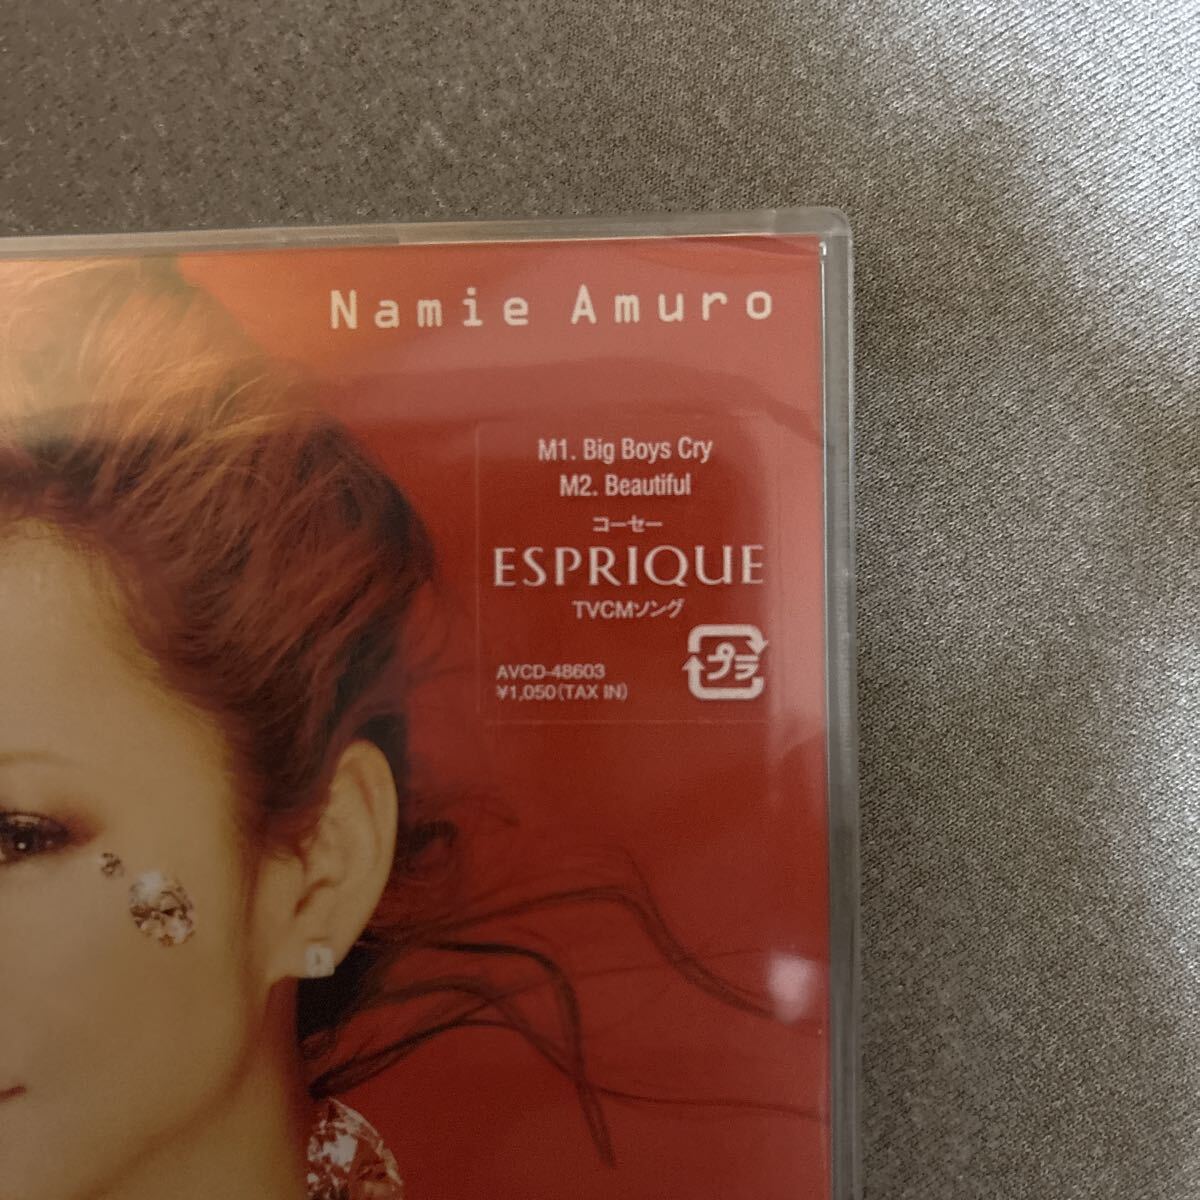 Namie Amuro
M1. Big Boys Cry
M2. Beautiful
コーセー
ESPRIQUE
TVCMソング
プラ
AVCD-48603
¥1,050(TAX IN)